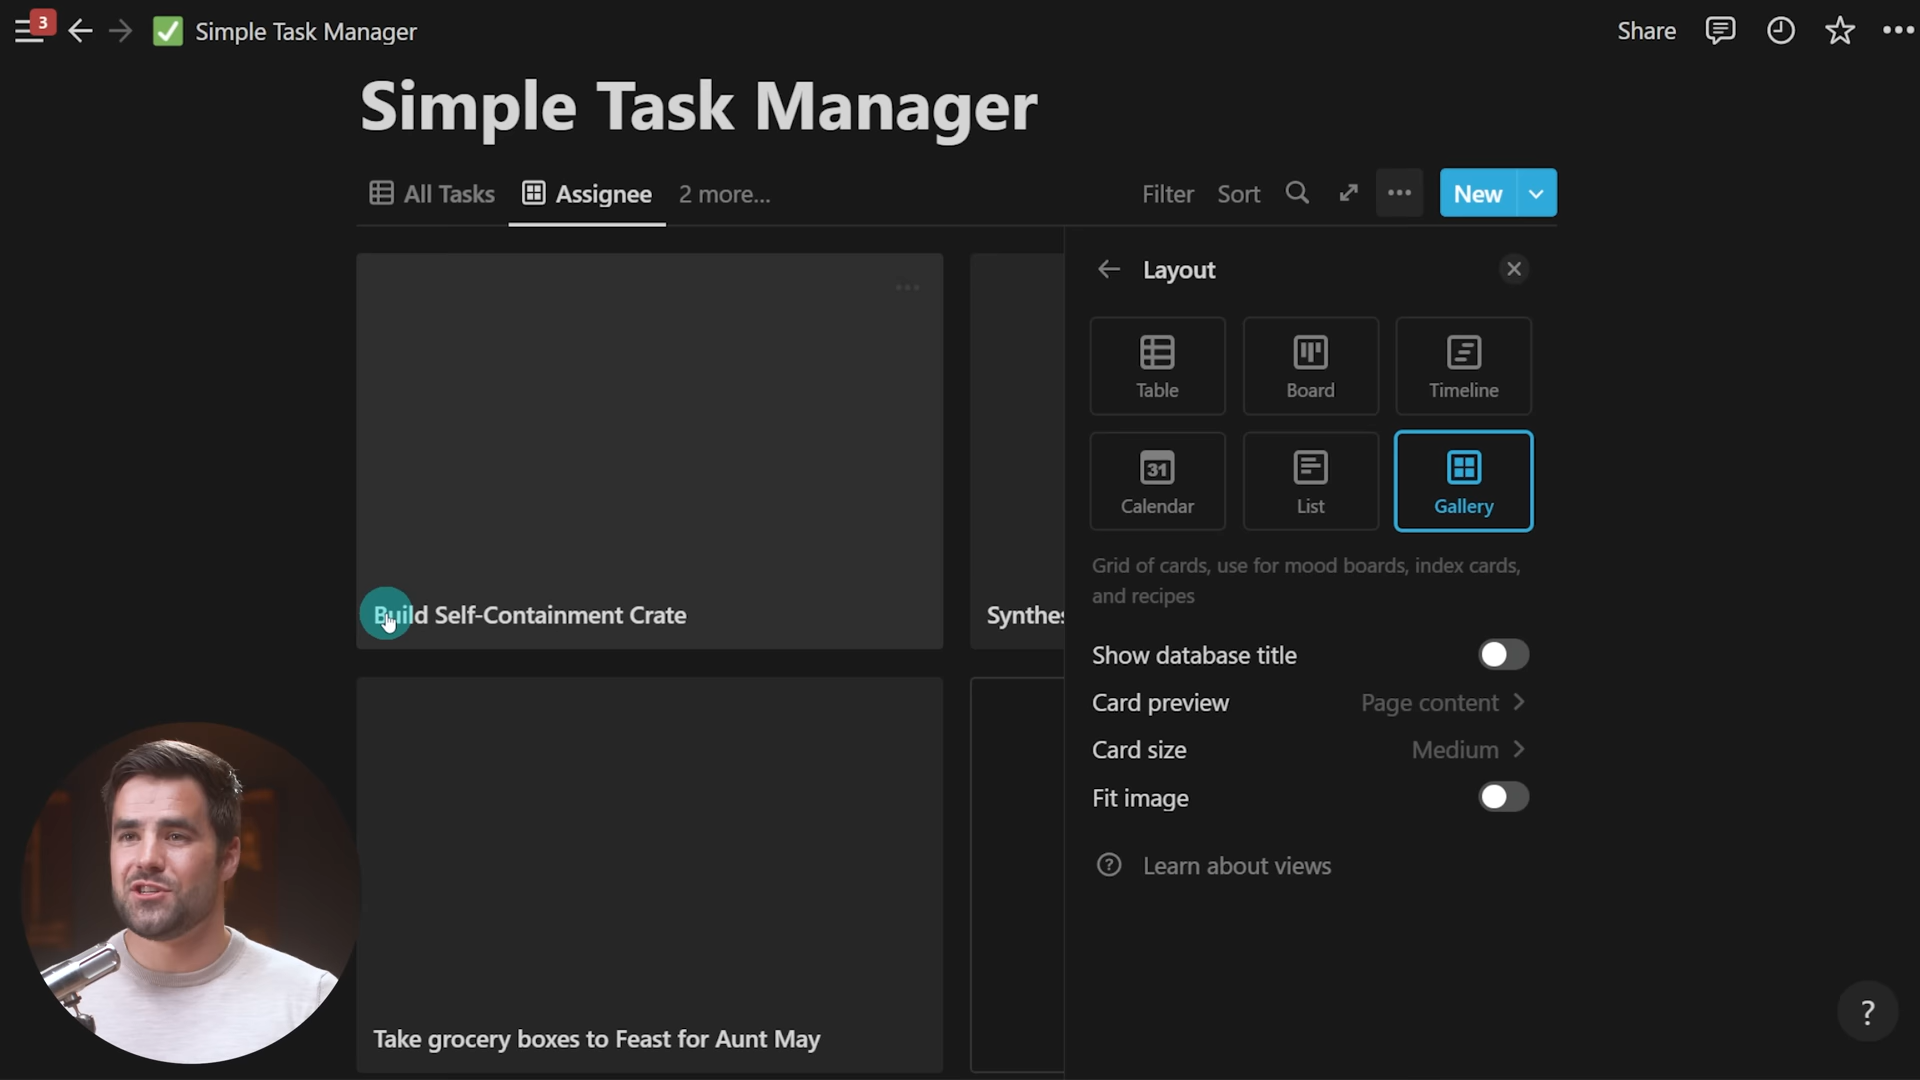 3
Simple Task Manager
Share
Simple Task Manager
All Tasks
Assignee
2 more...
Filter
Sort
New
Layout
Table
Board
Timeline
31
Calendar
List
Gallery
Grid of cards, use for mood boards, index cards,
and recipes
Build Self-Containment Crate
Synthes
Show database title
Card preview
Page content
Card size
Medium
Fit image
Learn about views
Take grocery boxes to Feast for Aunt May
?